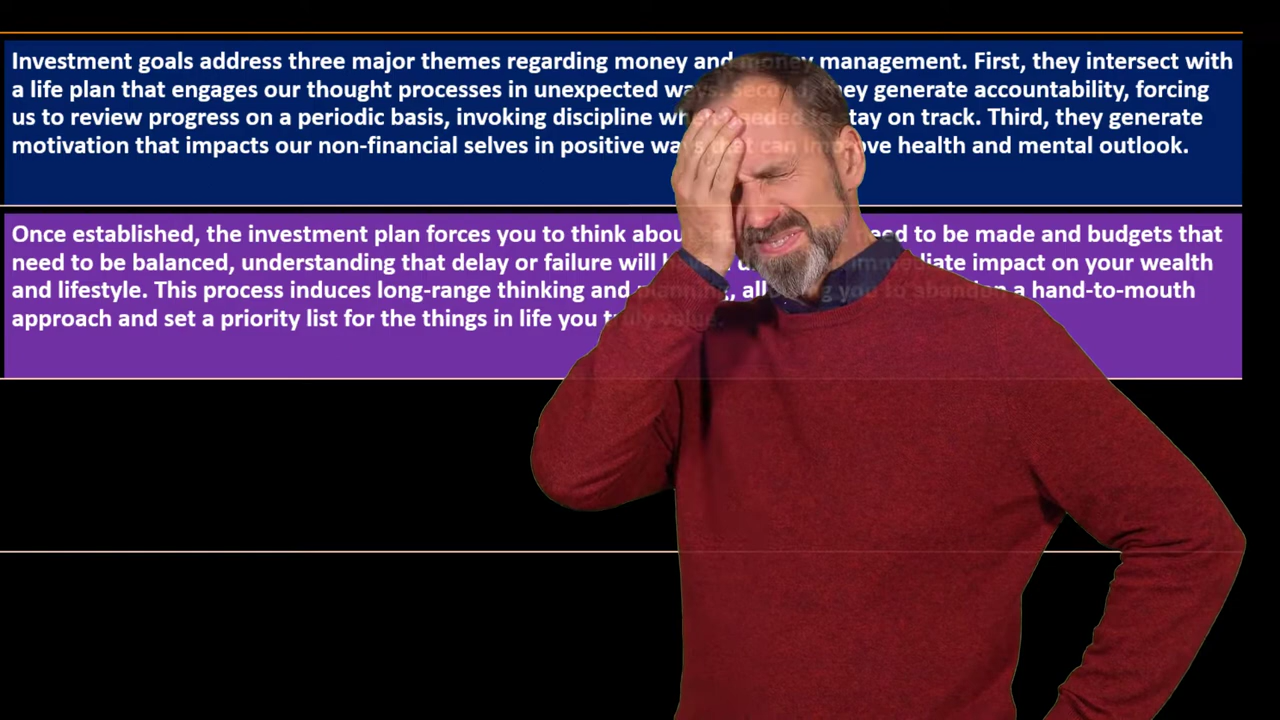 Investment goals address three major themes regarding money and money management. First, they intersect with
a life plan that engages our thought processes in unexpected ways. Second, they generate accountability, forcing
us to review progress on a periodic basis, invoking discipline when needed to stay on track. Third, they generate
motivation that impacts our non-financial selves in positive ways that can improve health and mental outlook.
Once established, the investment plan forces you to think about need to be made and budgets that
need to be balanced, understanding that delay or failure will have immediate impact on your wealth
and lifestyle. This process induces long-range thinking and planning, allowing you to abandon a hand-to-mouth
approach and set a priority list for the things in life you truly value.